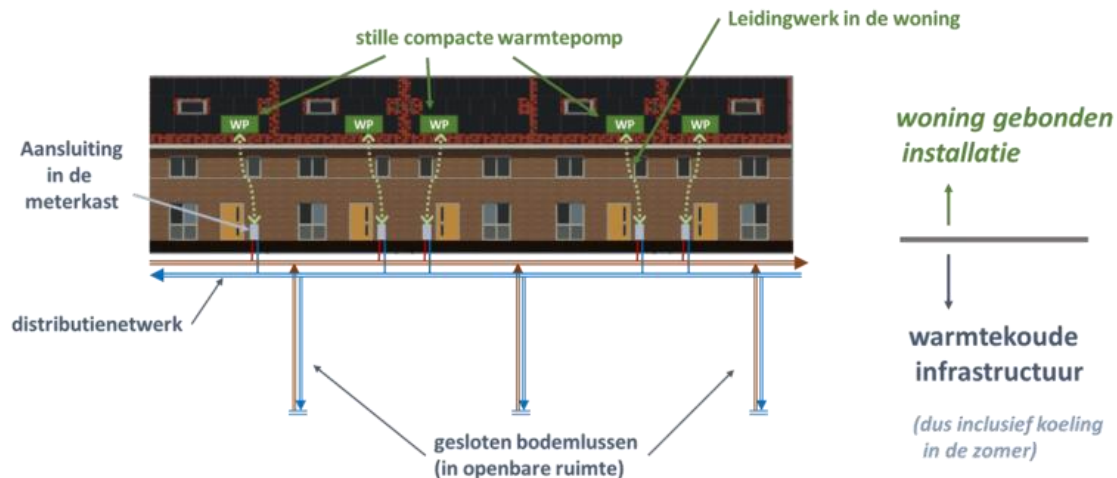 Leidingwerk in de woning
stille compacte warmtepomp
WP
WP
WP
WP
WP
Aansluiting
in de
meterkast
woning gebonden
installatie
distributienetwerk
warmtekoude
infrastructuur
(dus inclusief koeling
in de zomer)
gesloten bodemlussen
(in openbare ruimte)